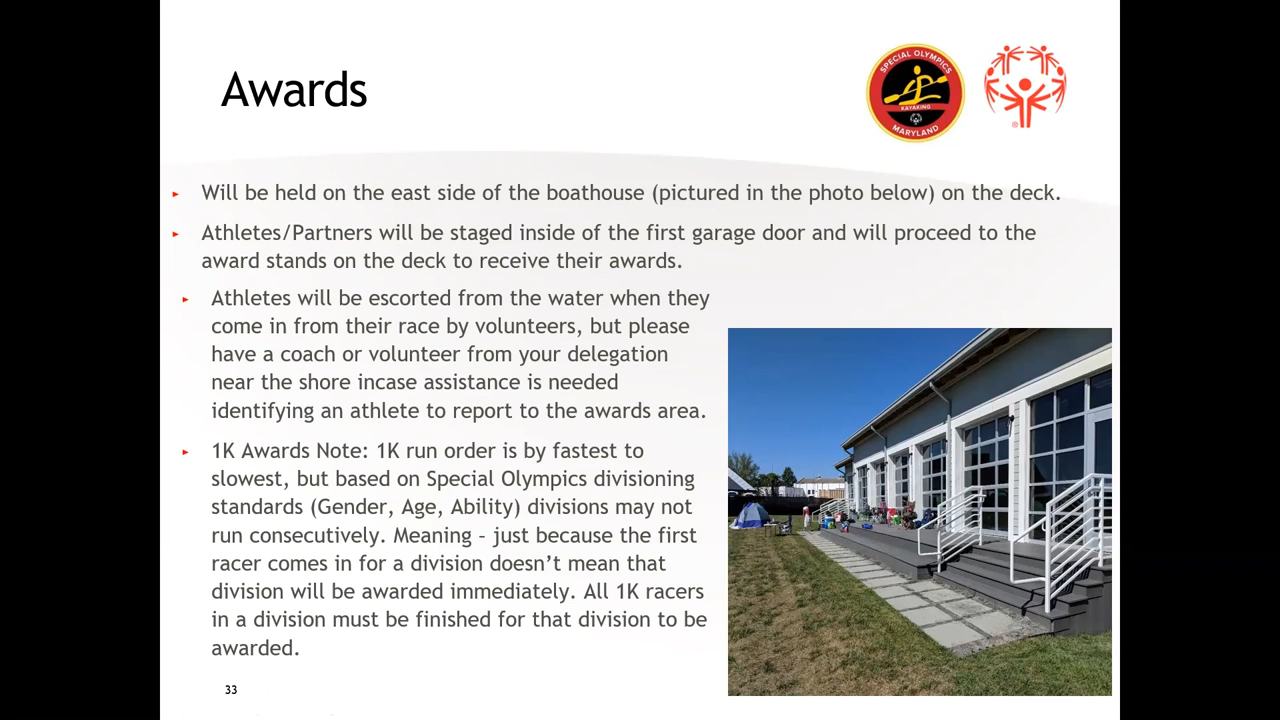 Awards
SPECIAL OLYMPICS
KAYAKING
MARYLAND
®
► Will be held on the east side of the boathouse (pictured in the photo below) on the deck.
► Athletes/Partners will be staged inside of the first garage door and will proceed to the
award stands on the deck to receive their awards.
► Athletes will be escorted from the water when they
come in from their race by volunteers, but please
have a coach or volunteer from your delegation
near the shore incase assistance is needed
identifying an athlete to report to the awards area.
► 1K Awards Note: 1K run order is by fastest to
slowest, but based on Special Olympics divisioning
standards (Gender, Age, Ability) divisions may not
run consecutively. Meaning – just because the first
racer comes in for a division doesn’t mean that
division will be awarded immediately. All 1K racers
in a division must be finished for that division to be
awarded.
33